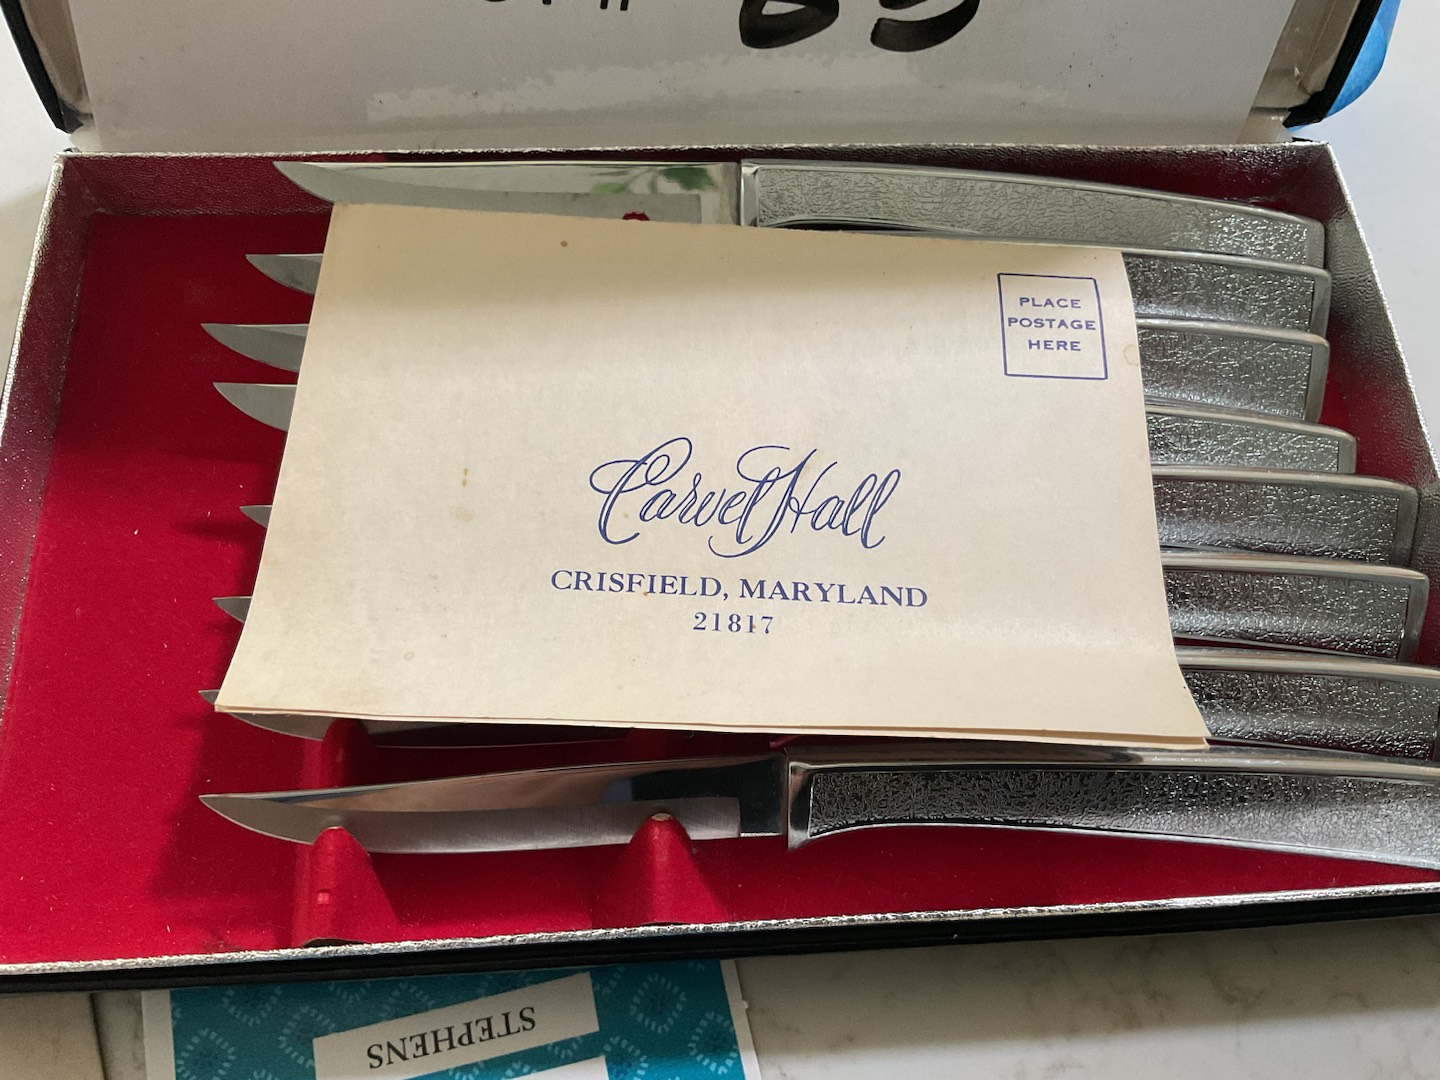 PLACE
POSTAGE
HERE
Carvel Hall
CRISFIELD, MARYLAND
21817
STEPHENS